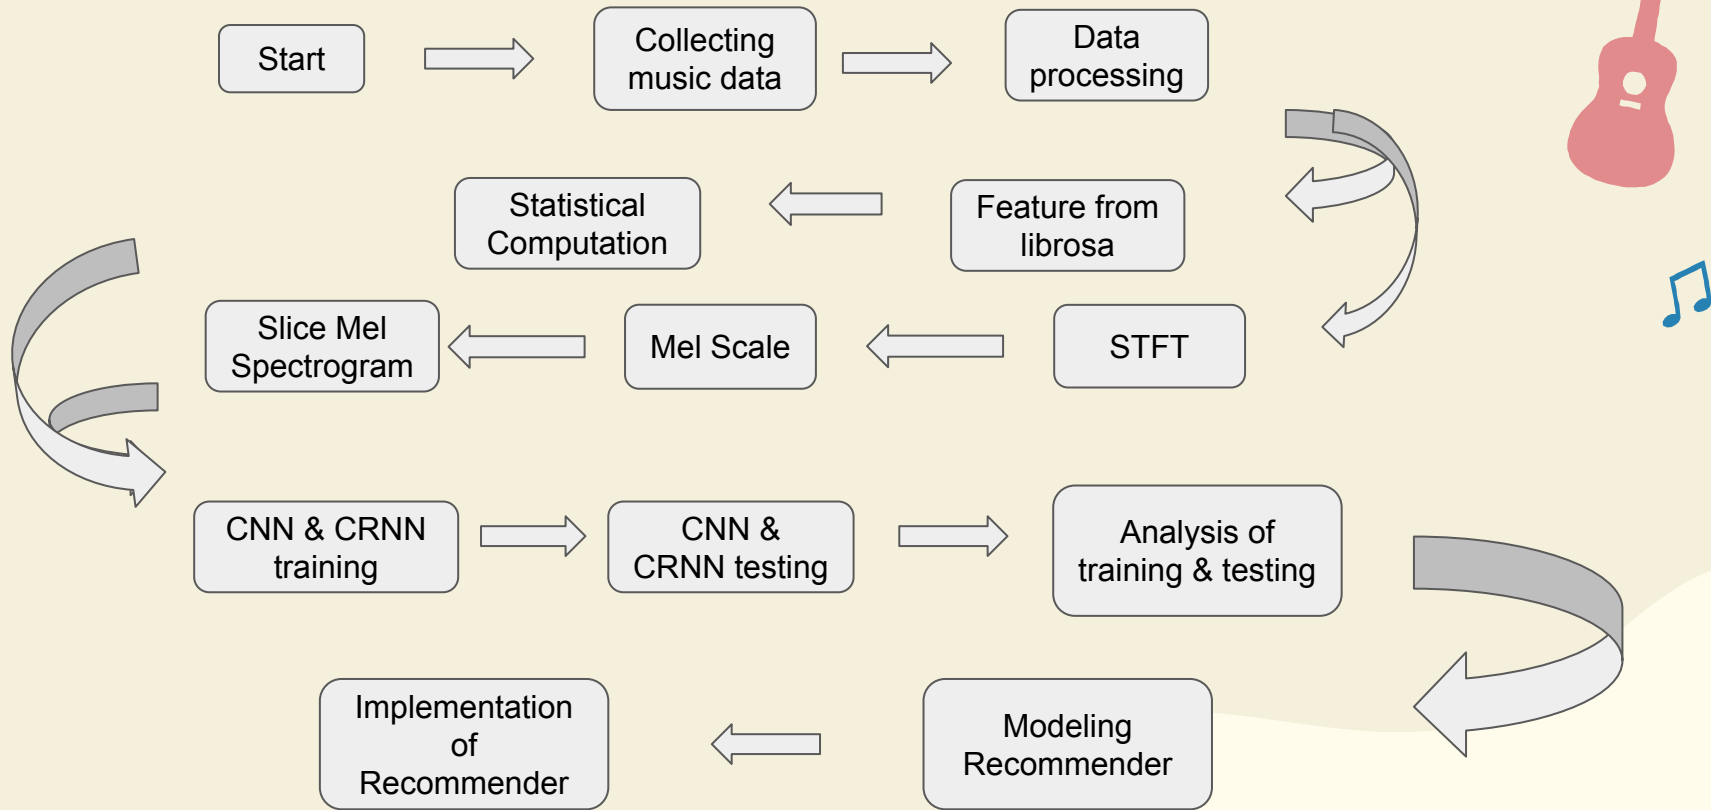 Start
Collecting
music data
Data
processing
Feature from
librosa
Statistical
Computation
STFT
Mel Scale
Slice Mel
Spectrogram
CNN & CRNN
training
CNN &
CRNN testing
Analysis of
training & testing
Modeling
Recommender
Implementation
of
Recommender